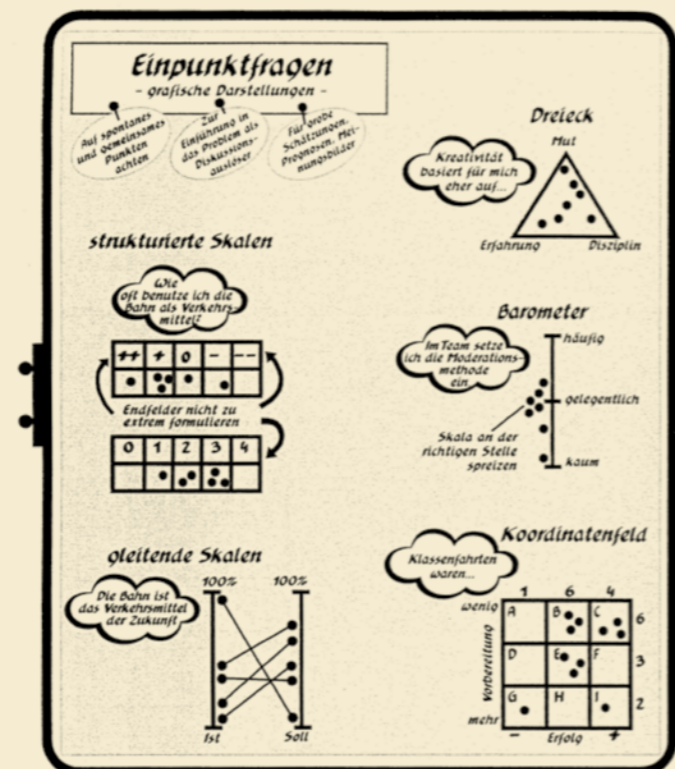 Einpunktfragen
- grafische Darstellungen -
Auf spontanes
und gemeinsames
Punkten
achten
Zur
Einführung in
das Problem als
Diskussions-
auslöser
Für grobe
Schätzungen,
Prognosen, Mei-
nungsbilder
Dreieck
Mut
Kreativität
basiert für mich
eher auf...
Erfahrung Disziplin
strukturierte Skalen
Wie
oft benutze ich die
Bahn als Verkehrs-
mittel?
++ + 0 - --
Endfelder nicht zu
extrem formulieren
0 1 2 3 4
Barometer
Im Team setze
ich die Moderations-
methode
ein...
häufig
gelegentlich
kaum
Skala an der
richtigen Stelle
spreizen
gleitende Skalen
Die Bahn ist
das Verkehrsmittel
der Zukunft
100% 100%
Ist Soll
Koordinatenfeld
Klassenfahrten
waren...
1 6 4
wenig A B C 6
Vorbereitung
D E F 3
G H I 2
mehr
- Erfolg +